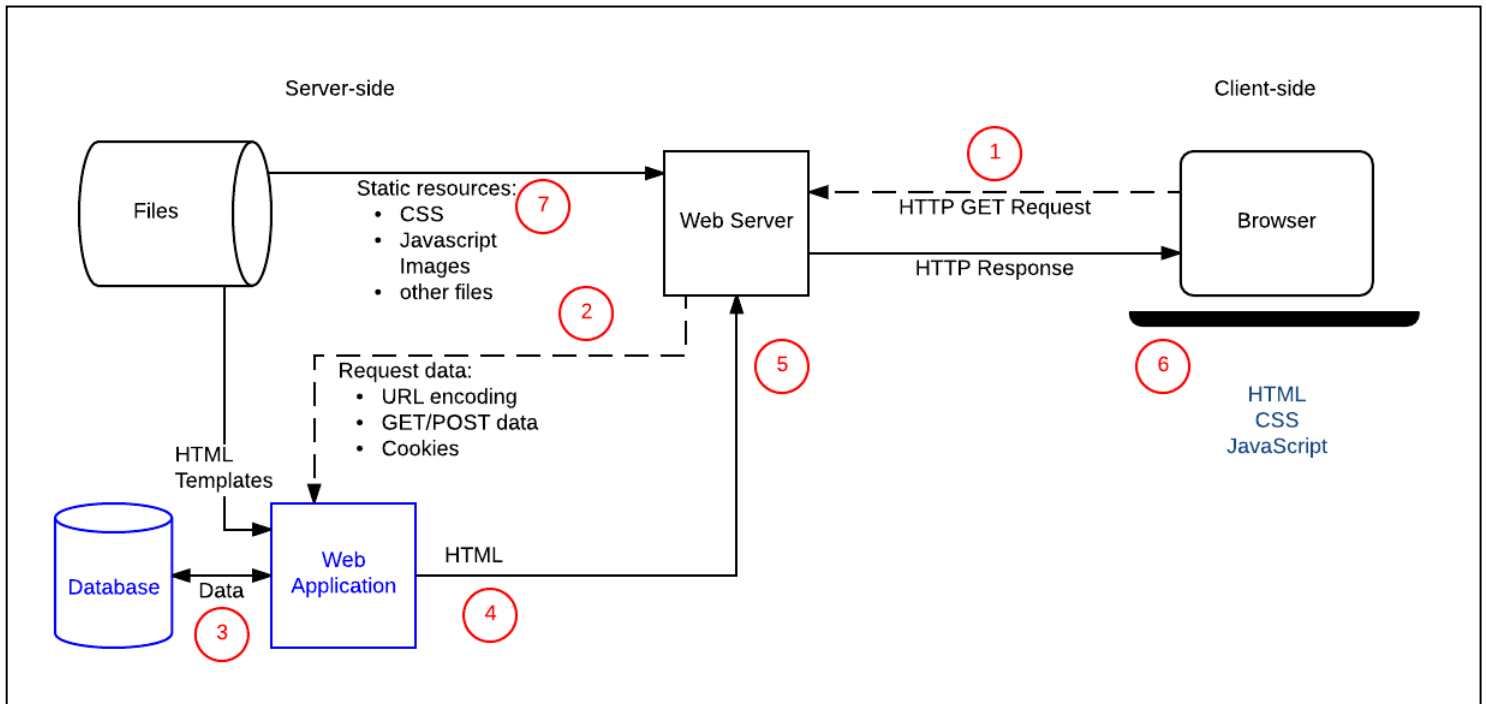 Server-side
Client-side
Files
Static resources:
• CSS
• Javascript
Images
• other files
7
Web Server
1
HTTP GET Request
HTTP Response
Browser
2
Request data:
• URL encoding
• GET/POST data
• Cookies
5
6
HTML
CSS
JavaScript
HTML
Templates
Database
Data
3
Web
Application
HTML
4